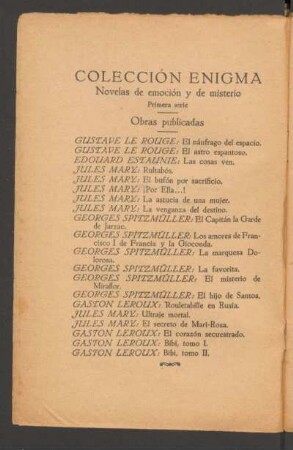 COLECCIÓN ENIGMA
Novelas de emoción y de misterio
Primera serie
Obras publicadas
GUSTAVE LE ROUGE: El náufrago del espacio.
GUSTAVE LE ROUGE: El astro espantoso.
EDOUARD ESTAUNIE: Las cosas ven.
JULES MARY: Ruñabós.
JULES MARY: El bufón por sacrificio.
JULES MARY: ¡Por Ella...!
JULES MARY: La astucia de una mujer.
JULES MARY: La venganza del destino.
GEORGES SPITZMÜLLER: El Capitán la Garde
de Jarzac.
GEORGES SPITZMÜLLER: Los amores de Fran-
cisco I de Francia y la Gioconda.
GEORGES SPITZMÜLLER: La marquesa Do-
lorosa.
GEORGES SPITZMÜLLER: La favorita.
GEORGES SPITZMÜLLER: El misterio de
Miraflor.
GEORGES SPITZMÜLLER: El hijo de Sanson.
GASTON LEROUX: Rouletabille en Rusia.
JULES MARY: Ultraje mortal.
JULES MARY: El secreto de Mari-Rosa.
GASTON LEROUX: El corazón secuestrado.
GASTON LEROUX: Bibí, tomo I.
GASTON LEROUX: Bibí, tomo II.